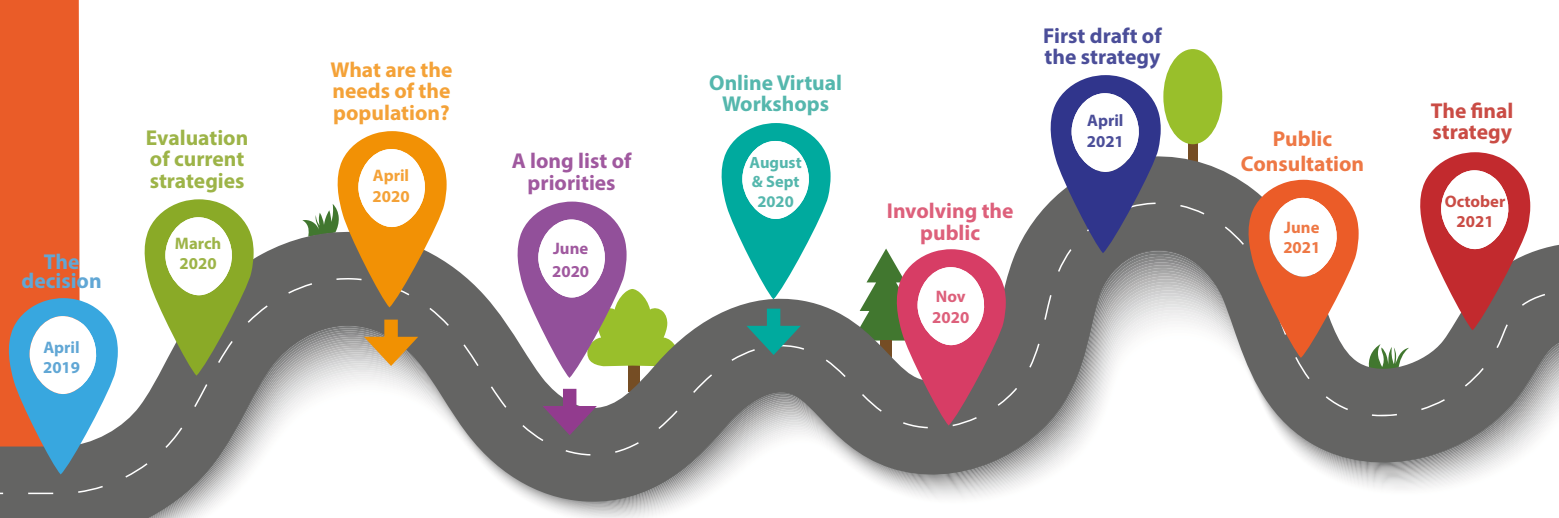 The
decision
April
2019
Evaluation
of current
strategies
March
2020
What are the
needs of the
population?
April
2020
A long list of
priorities
June
2020
Online Virtual
Workshops
August
& Sept
2020
Involving the
public
Nov
2020
First draft of
the strategy
April
2021
Public
Consultation
June
2021
The final
strategy
October
2021